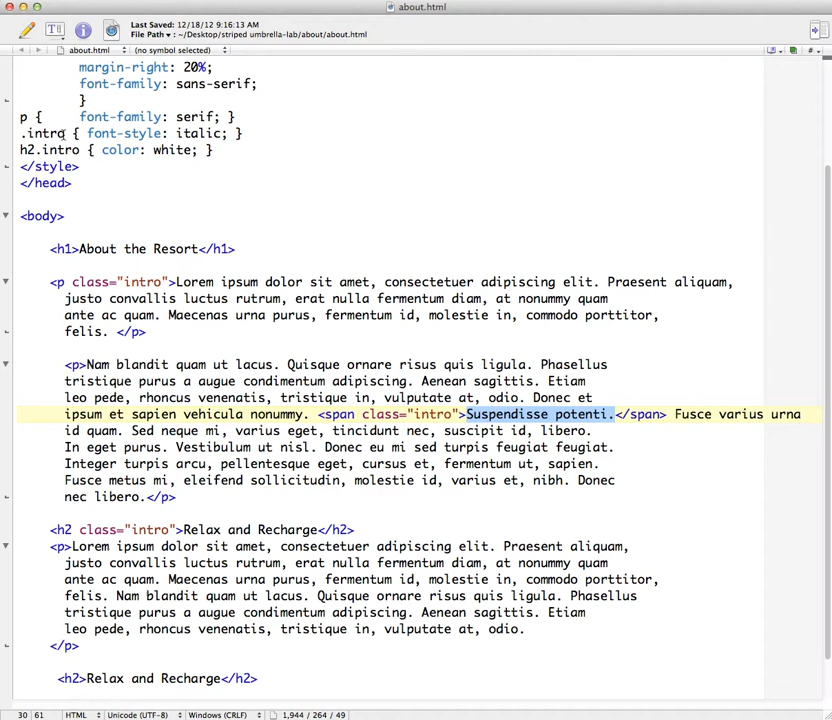 about.html
Last Saved: 12/18/12 9:16:13 AM
File Path : ~/Desktop/striped umbrella-lab/about.html
about.html (no symbol selected)
margin-right: 20%;
font-family: sans-serif;
}
p { font-family: serif; }
.intro { font-style: italic; }
h2.intro { color: white; }
</style>
</head>
<body>
<h1>About the Resort</h1>
<p class="intro">Lorem ipsum dolor sit amet, consectetuer adipiscing elit. Praesent aliquam,
justo convallis luctus rutrum, erat nulla fermentum diam, at nonummy quam
ante ac quam. Maecenas urna purus, fermentum id, molestie in, commodo porttitor,
felis. </p>
<p>Nam blandit quam ut lacus. Quisque ornare risus quis ligula. Phasellus
tristique purus a augue condimentum adipiscing. Aenean sagittis. Etiam
leo pede, rhoncus venenatis, tristique in, vulputate at, odio. Donec et
ipsum et sapien vehicula nonummy. <span class="intro">Suspendisse potenti.</span> Fusce varius urna
id quam. Sed neque mi, varius eget, tincidunt nec, suscipit id, libero.
In eget purus. Vestibulum ut nisl. Donec eu mi sed turpis feugiat feugiat.
Integer turpis arcu, pellentesque eget, cursus et, fermentum ut, sapien.
Fusce metus mi, eleifend sollicitudin, molestie id, varius et, nibh. Donec
nec libero.</p>
<h2 class="intro">Relax and Recharge</h2>
<p>Lorem ipsum dolor sit amet, consectetuer adipiscing elit. Praesent aliquam,
justo convallis luctus rutrum, erat nulla fermentum diam, at nonummy quam
ante ac quam. Maecenas urna purus, fermentum id, molestie in, commodo porttitor,
felis. Nam blandit quam ut lacus. Quisque ornare risus quis ligula. Phasellus
tristique purus a augue condimentum adipiscing. Aenean sagittis. Etiam
leo pede, rhoncus venenatis, tristique in, vulputate at, odio.
</p>
<h2>Relax and Recharge</h2>
30 61 HTML Unicode (UTF-8) Windows (CRLF) 1,944 / 264 / 49